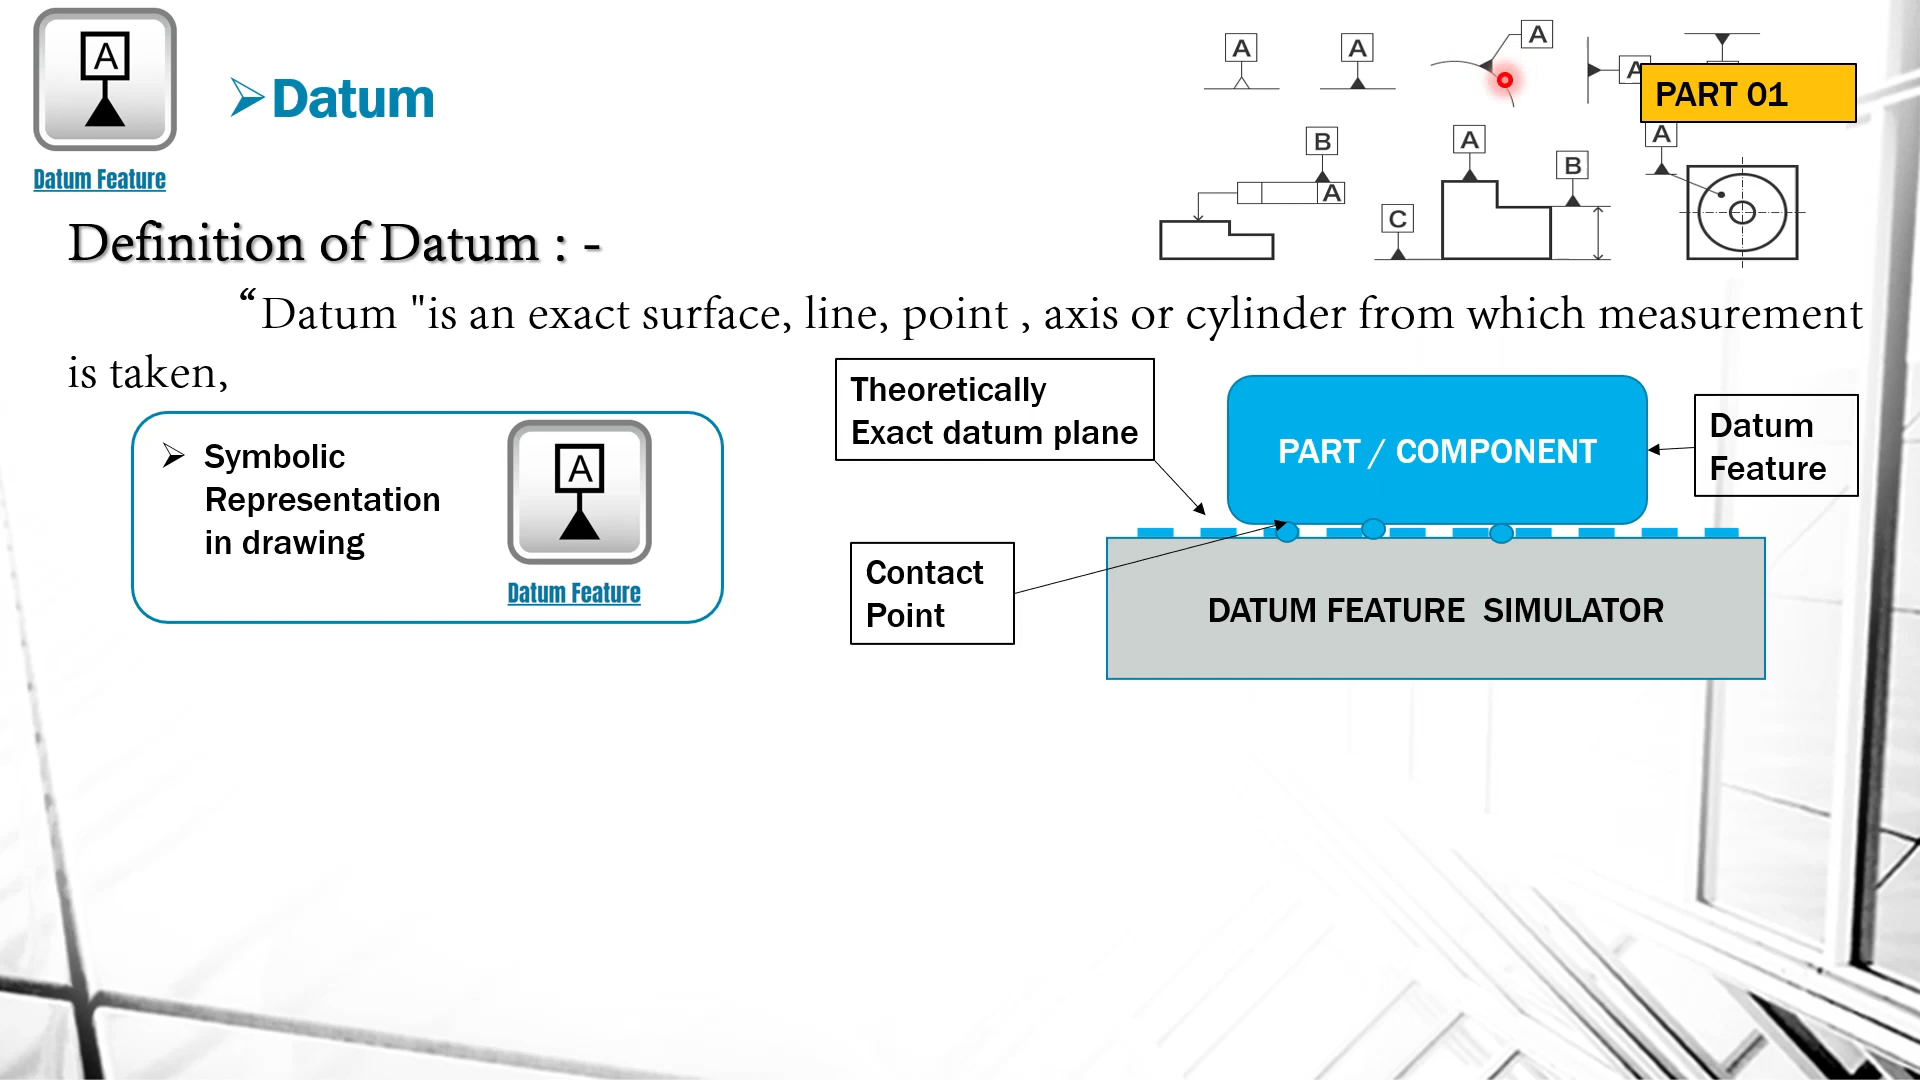 A
Datum Feature
➢Datum
A
A
A
A
PART 01
B
A
A
B
C
A
Definition of Datum : -
“Datum "is an exact surface, line, point , axis or cylinder from which measurement
is taken,
➢ Symbolic
Representation
in drawing
A
Datum Feature
Theoretically
Exact datum plane
PART / COMPONENT
Datum
Feature
Contact
Point
DATUM FEATURE SIMULATOR